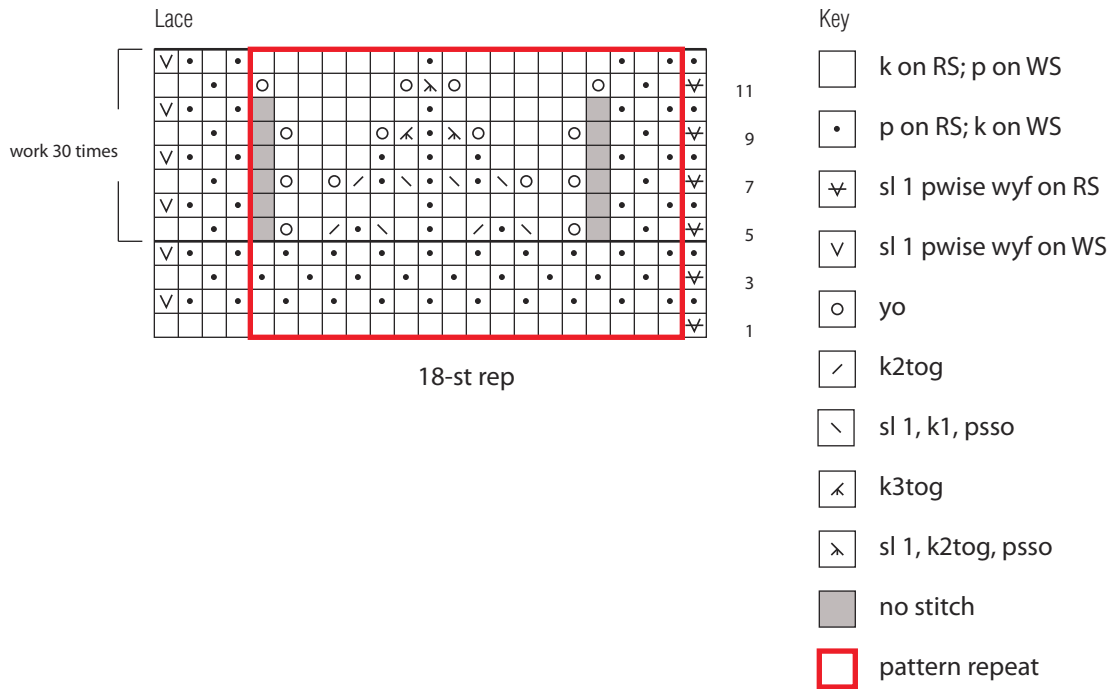 Lace
work 30 times
11
9
7
5
3
1
18-st rep
Key
k on RS; p on WS
p on RS; k on WS
sl 1 pwise wyf on RS
sl 1 pwise wyf on WS
yo
k2tog
sl 1, k1, psso
k3tog
sl 1, k2tog, psso
no stitch
pattern repeat